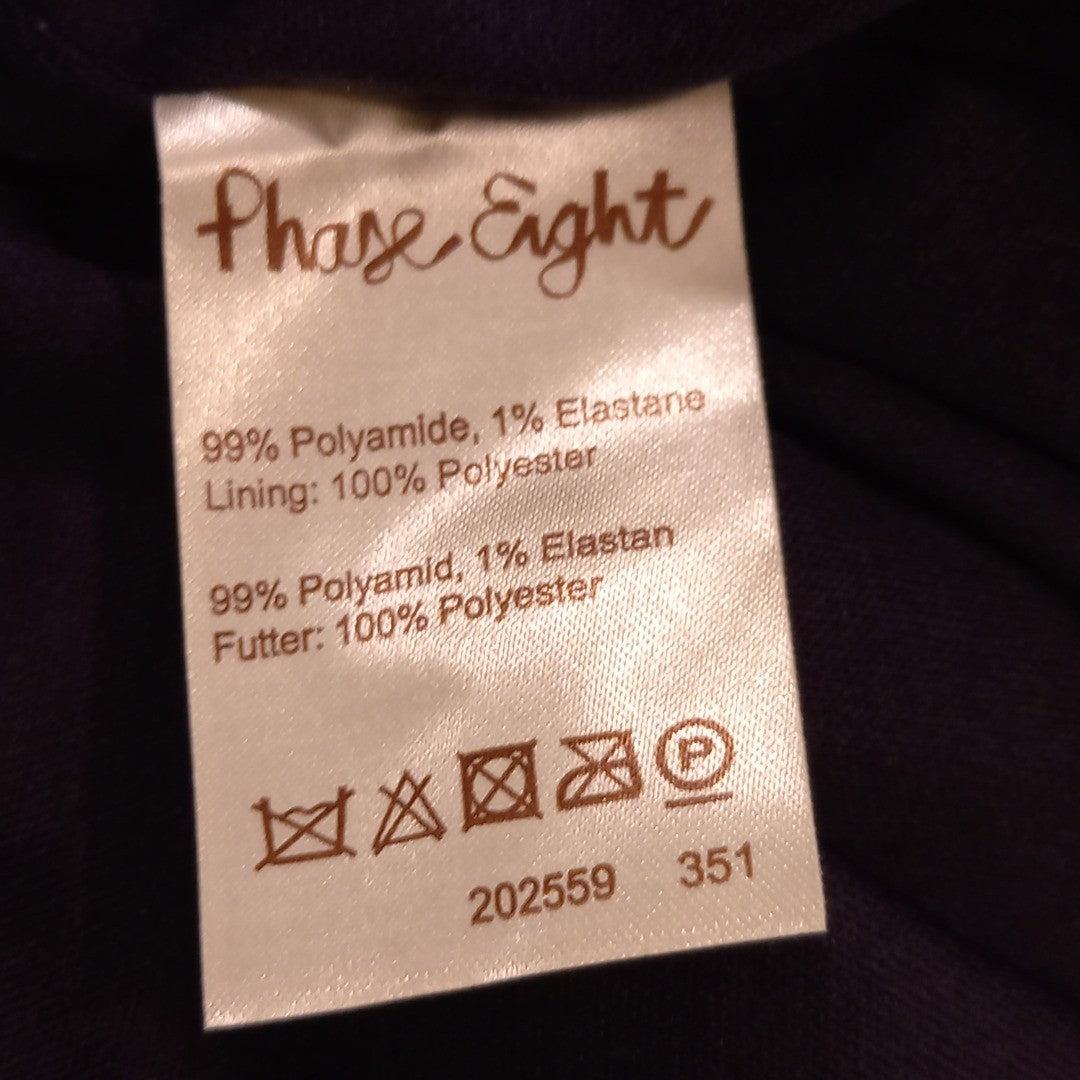 Phase Eight
99% Polyamide, 1% Elastane
Lining: 100% Polyester
99% Polyamid, 1% Elastan
Futter: 100% Polyester
P
202559 351